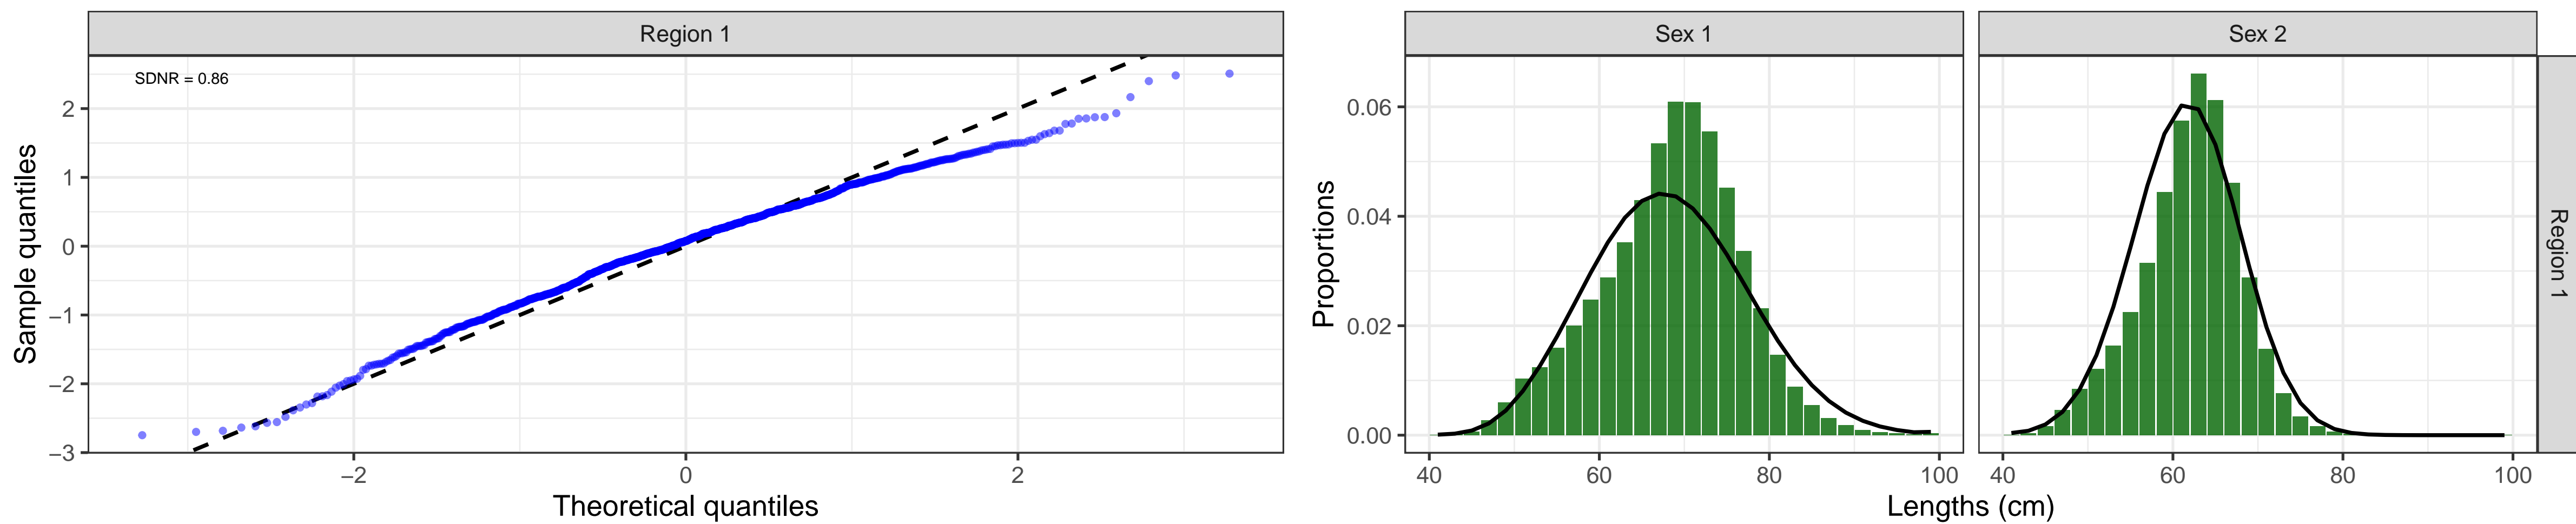 Region 1
SDNR = 0.86
Sample quantiles
2
1
0
−1
−2
−3
−2
0
2
Theoretical quantiles
Sex 1
Sex 2
Region 1
Proportions
0.06
0.04
0.02
0.00
40
60
80
100
40
60
80
100
Lengths (cm)